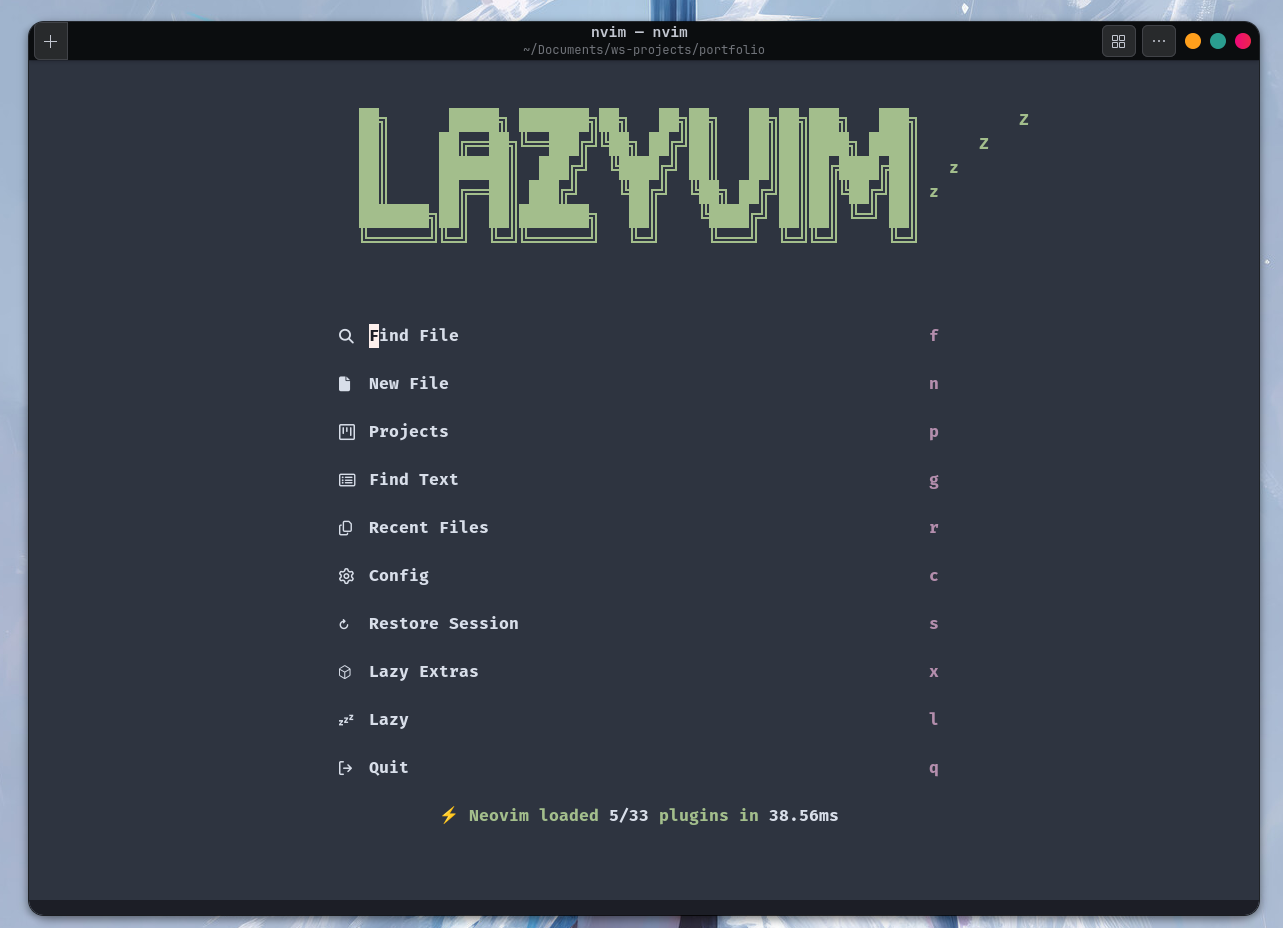 nvim — nvim
~/Documents/ws-projects/portfolio
LAZYVIM
Z
Z
z
z
Find File f
New File n
Projects p
Find Text g
Recent Files r
Config c
Restore Session s
Lazy Extras x
zzz Lazy l
Quit q
⚡ Neovim loaded 5/33 plugins in 38.56ms